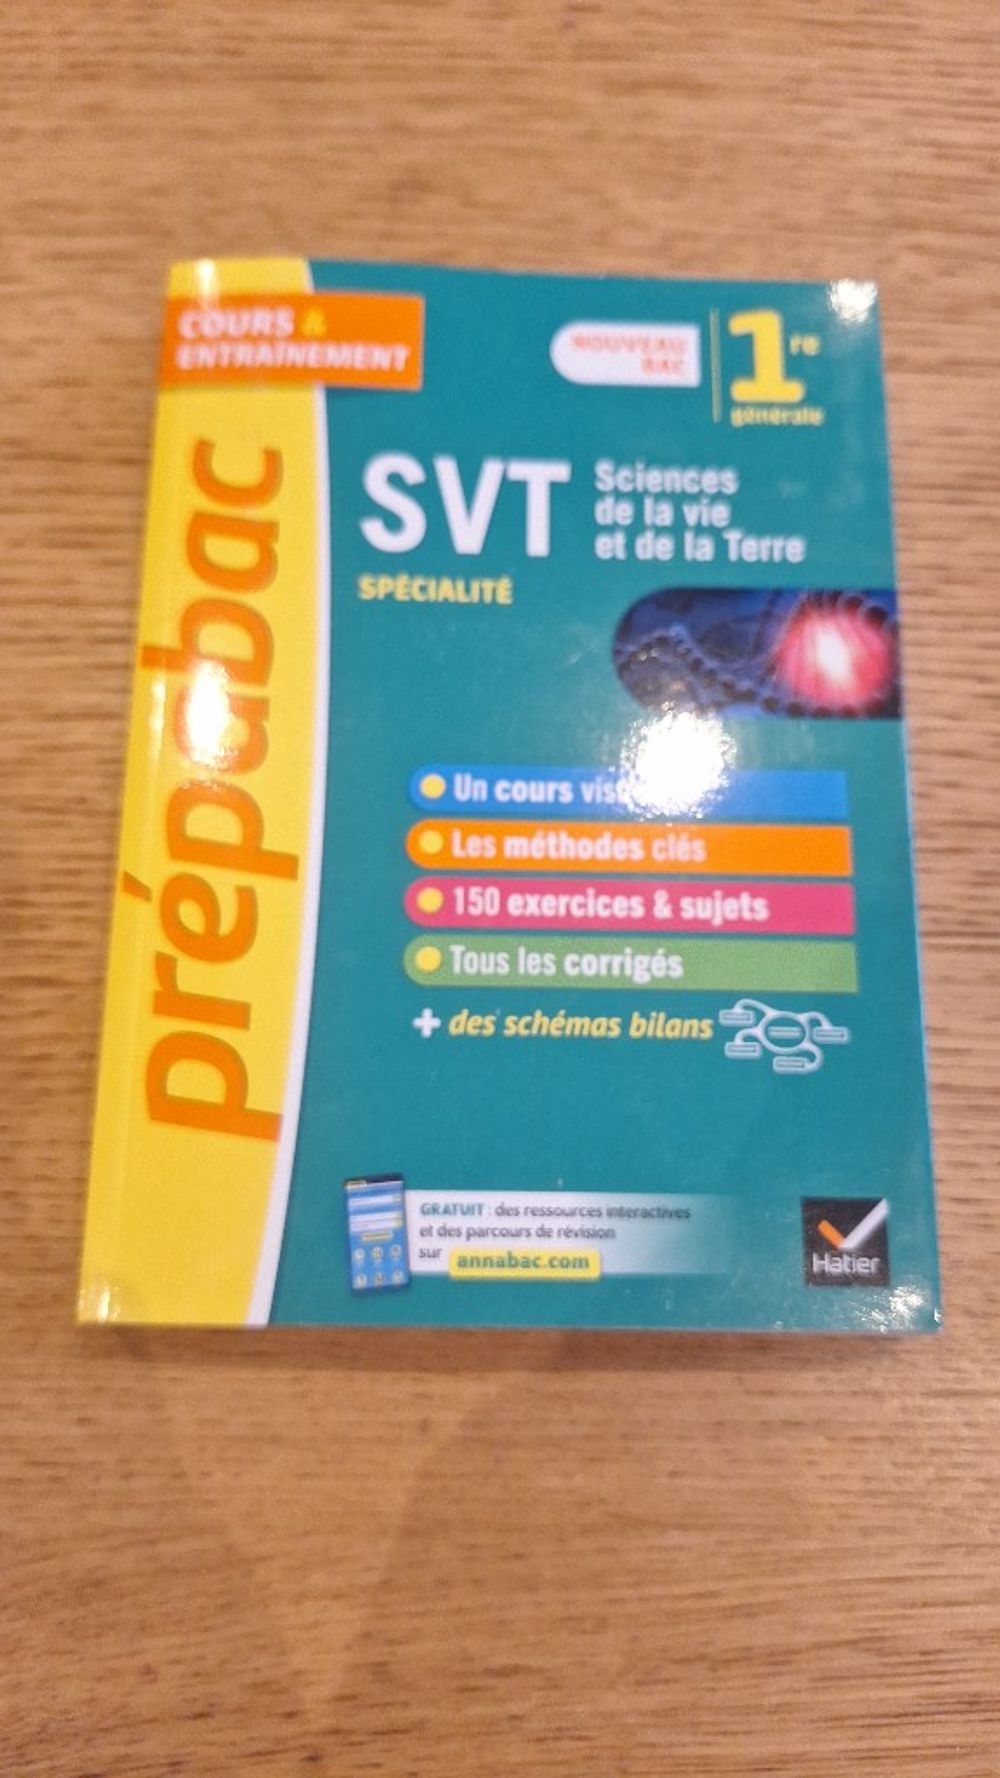 COURS &
ENTRAÎNEMENT
NOUVEAU
BAC
1re
générale
prépabac
SVT
Sciences
de la vie
et de la Terre
SPÉCIALITÉ
Un cours
Les méthodes clés
150 exercices & sujets
Tous les corrigés
+ des schémas bilans
GRATUIT : des ressources interactives
et des parcours de révision
sur annabac.com
Hatier